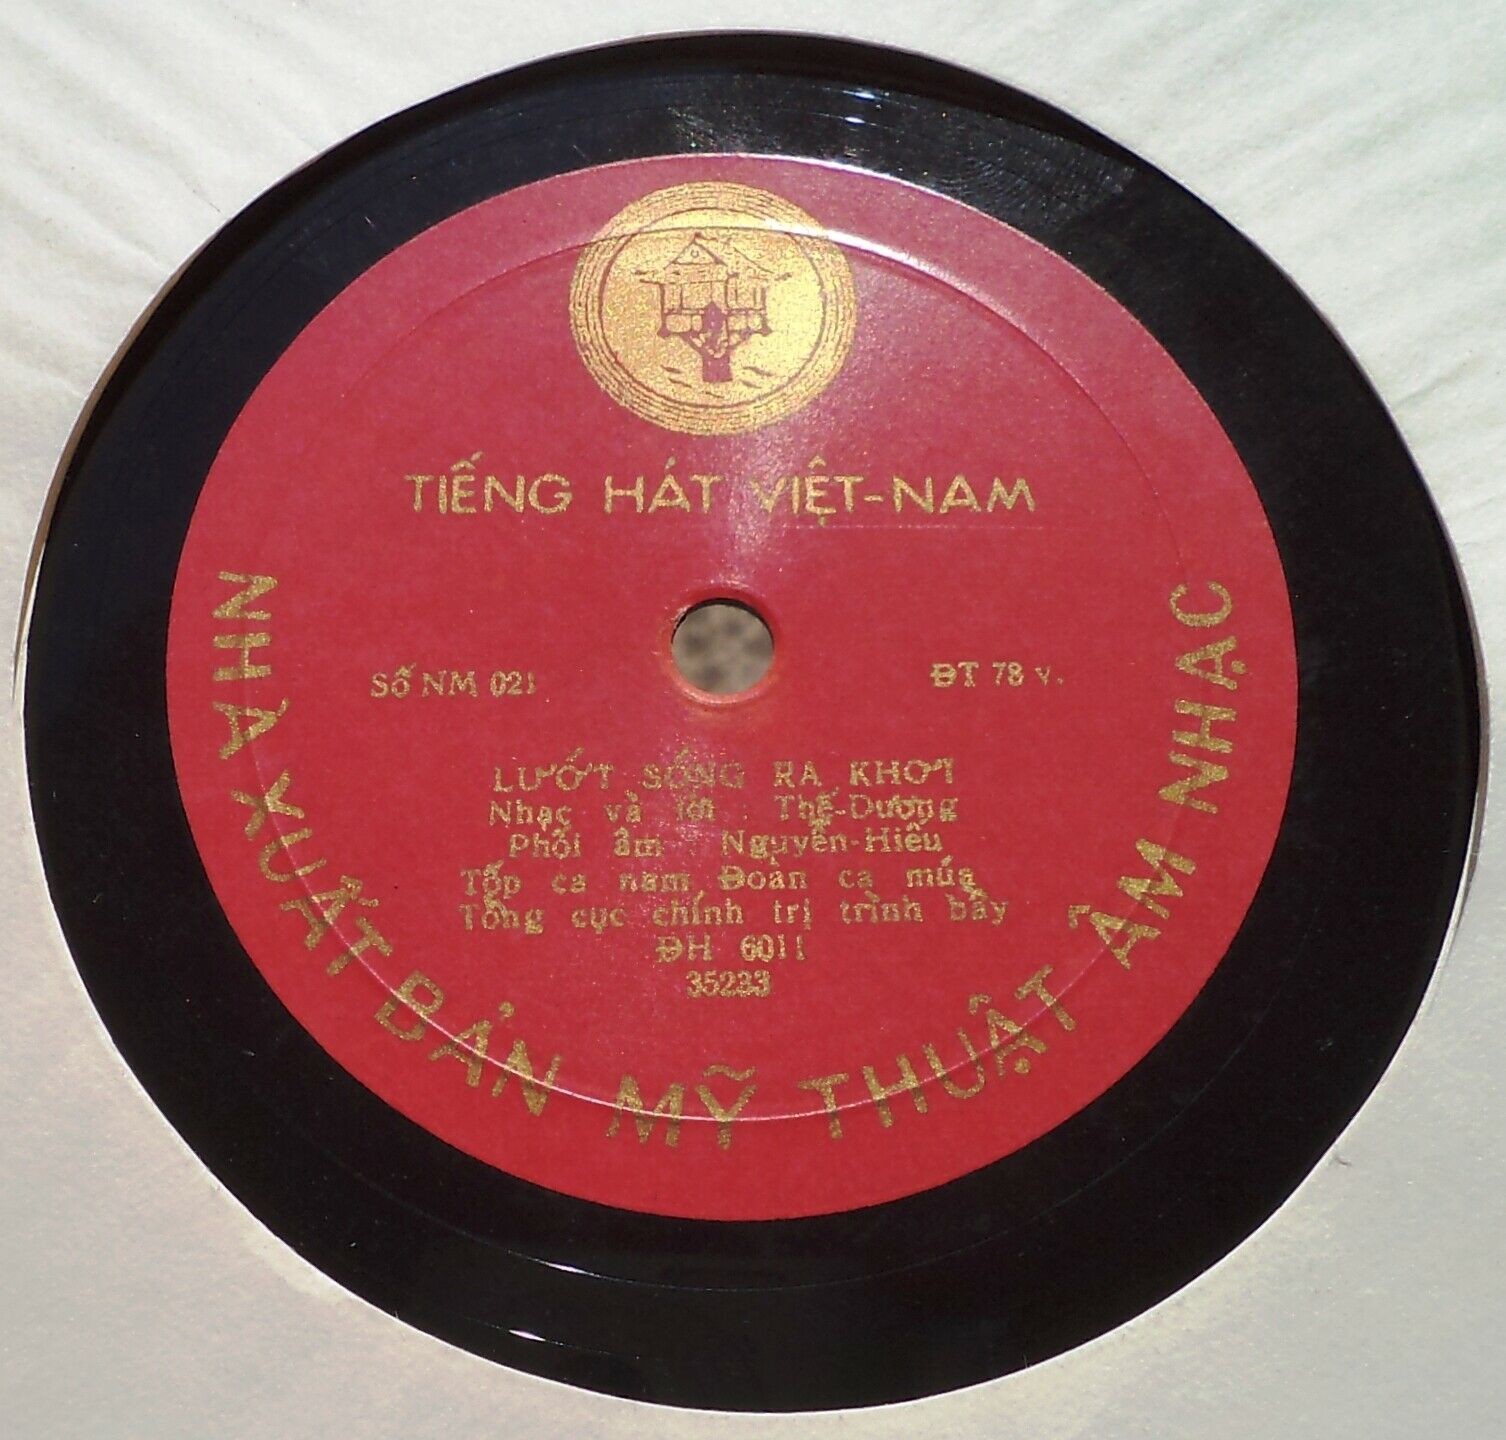 TIẾNG HÁT VIỆT-NAM
SỐ NM 021
ĐT 78 v.
LƯỚT SÓNG RA KHƠI
Nhạc và lời : Thế-Dương
Phối âm : Nguyễn-Hiếu
Tốp ca nam Đoàn ca múa
Tổng cục chính trị trình bầy
ĐH 6011
35233
NHÀ XUẤT BẢN MỸ THUẬT ÂM NHẠC